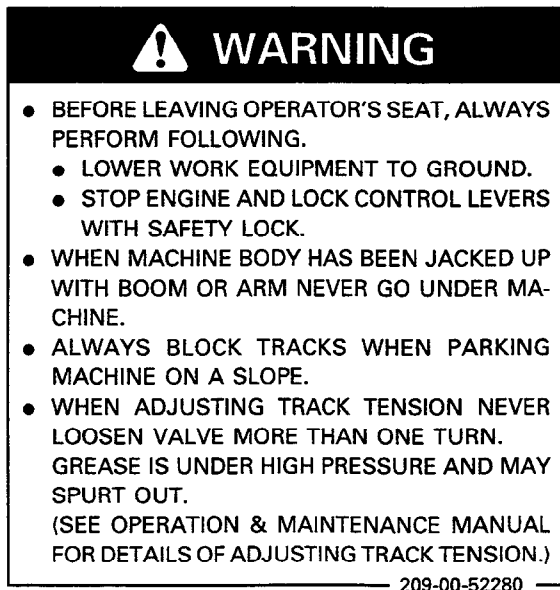 WARNING
● BEFORE LEAVING OPERATOR'S SEAT, ALWAYS
PERFORM FOLLOWING.
● LOWER WORK EQUIPMENT TO GROUND.
● STOP ENGINE AND LOCK CONTROL LEVERS
WITH SAFETY LOCK.
● WHEN MACHINE BODY HAS BEEN JACKED UP
WITH BOOM OR ARM NEVER GO UNDER MA-
CHINE.
● ALWAYS BLOCK TRACKS WHEN PARKING
MACHINE ON A SLOPE.
● WHEN ADJUSTING TRACK TENSION NEVER
LOOSEN VALVE MORE THAN ONE TURN.
GREASE IS UNDER HIGH PRESSURE AND MAY
SPURT OUT.
(SEE OPERATION & MAINTENANCE MANUAL
FOR DETAILS OF ADJUSTING TRACK TENSION.)
209-00-52280